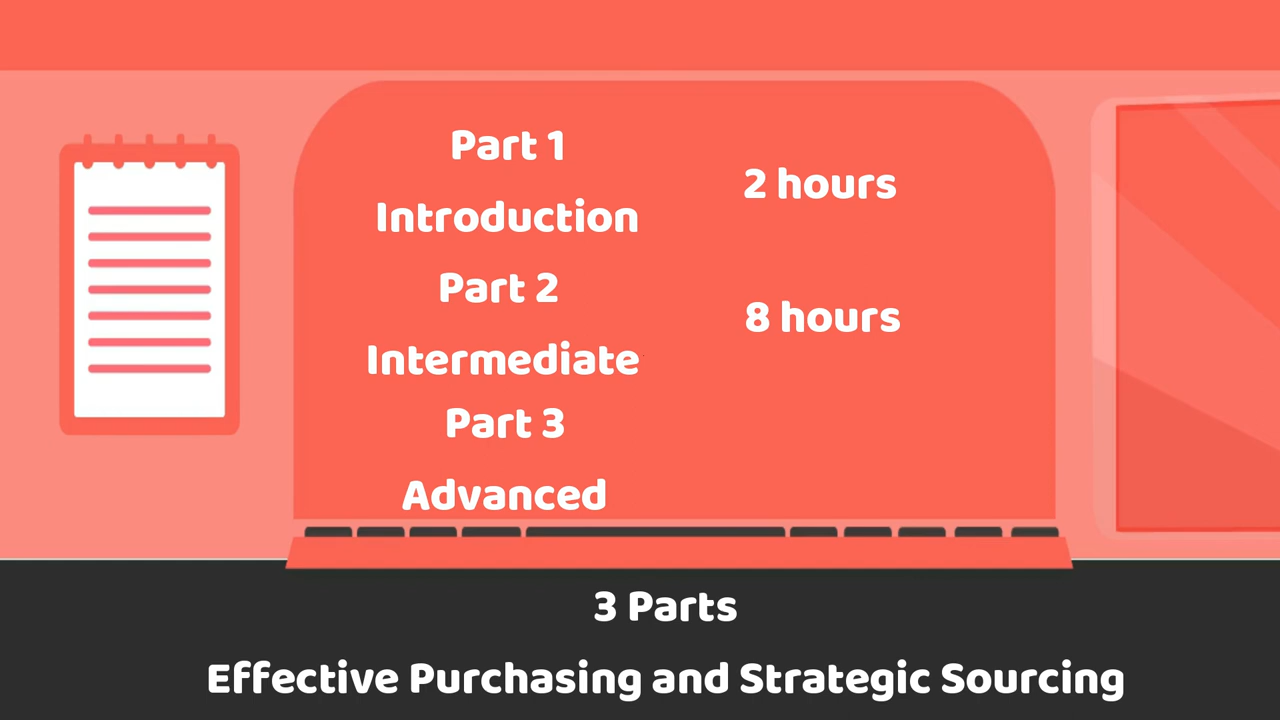 Part 1
Introduction
2 hours
Part 2
Intermediate
8 hours
Part 3
Advanced
3 Parts
Effective Purchasing and Strategic Sourcing